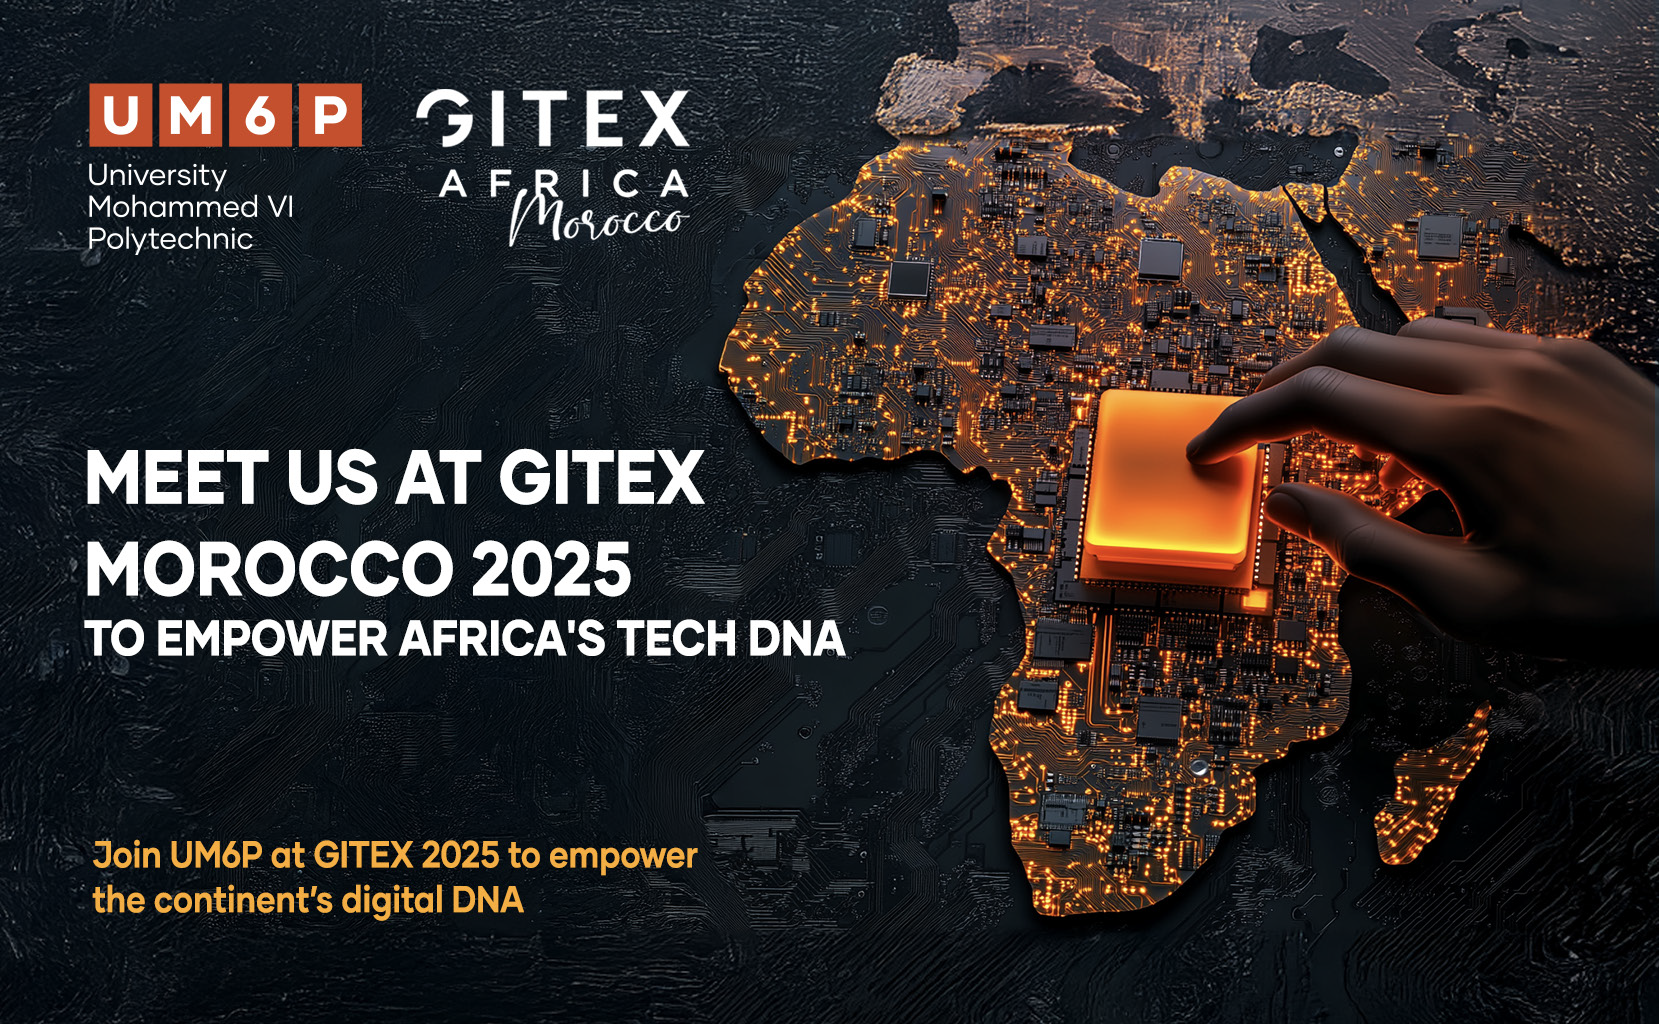 UM6P
University
Mohammed VI
Polytechnic
GITEX
AFRICA
Morocco
MEET US AT GITEX
MOROCCO 2025
TO EMPOWER AFRICA'S TECH DNA
Join UM6P at GITEX 2025 to empower
the continent’s digital DNA